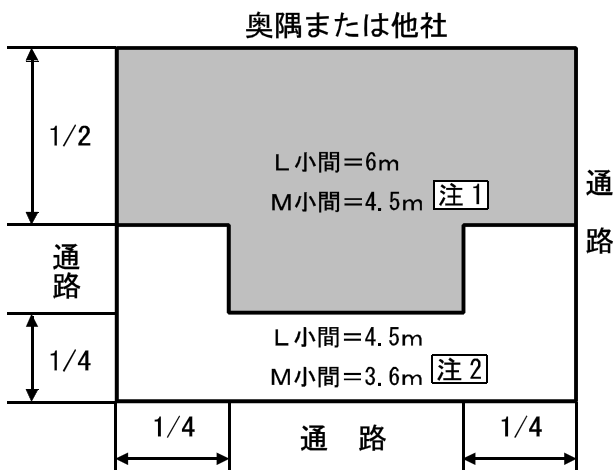 奥隅または他社
1/2
L小間=6m
M小間=4.5m 注1
通路
通路
1/4
L小間=4.5m
M小間=3.6m 注2
1/4
通 路
1/4